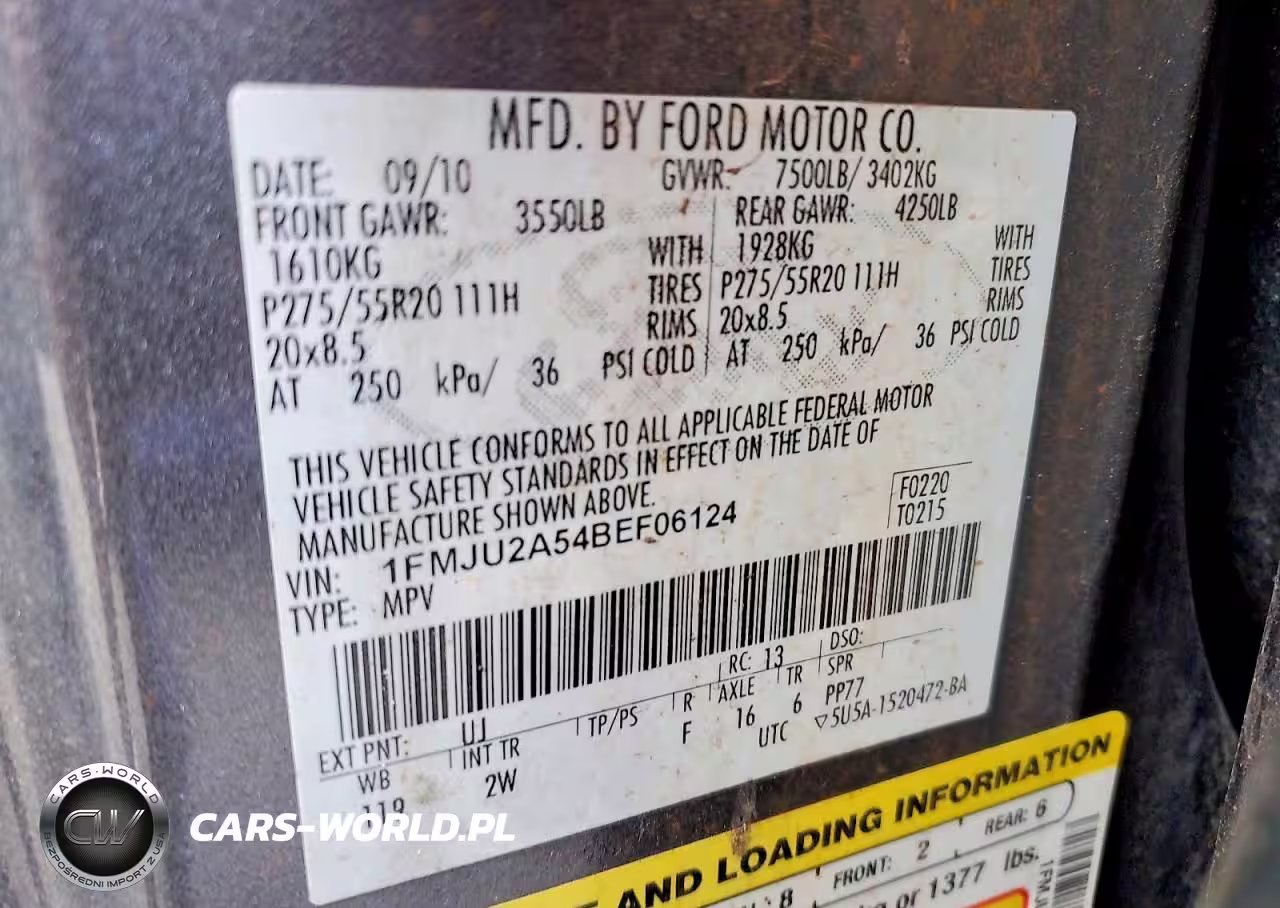 MFD. BY FORD MOTOR CO.
DATE: 09/10 GVWR: 7500LB/ 3402KG
FRONT GAWR: 3550LB REAR GAWR: 4250LB
1610KG WITH 1928KG WITH
P275/55R20 111H TIRES P275/55R20 111H TIRES
20x8.5 RIMS 20x8.5 RIMS
AT 250 kPa/ 36 PSI COLD AT 250 kPa/ 36 PSI COLD
THIS VEHICLE CONFORMS TO ALL APPLICABLE FEDERAL MOTOR
VEHICLE SAFETY STANDARDS IN EFFECT ON THE DATE OF
MANUFACTURE SHOWN ABOVE.
F0220
T0215
VIN: 1FMJU2A54BEF06124
TYPE: MPV
EXT PNT: UJ RC: 13 DSO:
WB INT TR TP/PS R AXLE TR SPR
119 2W F 16 6 PP77
UTC ▽5U5A-1520472-BA
AND LOADING INFORMATION
8 FRONT: 2 REAR: 6
or 1377 lbs.
CARS-WORLD
CW
BEZPOŚREDNI IMPORT Z USA
CARS-WORLD.PL